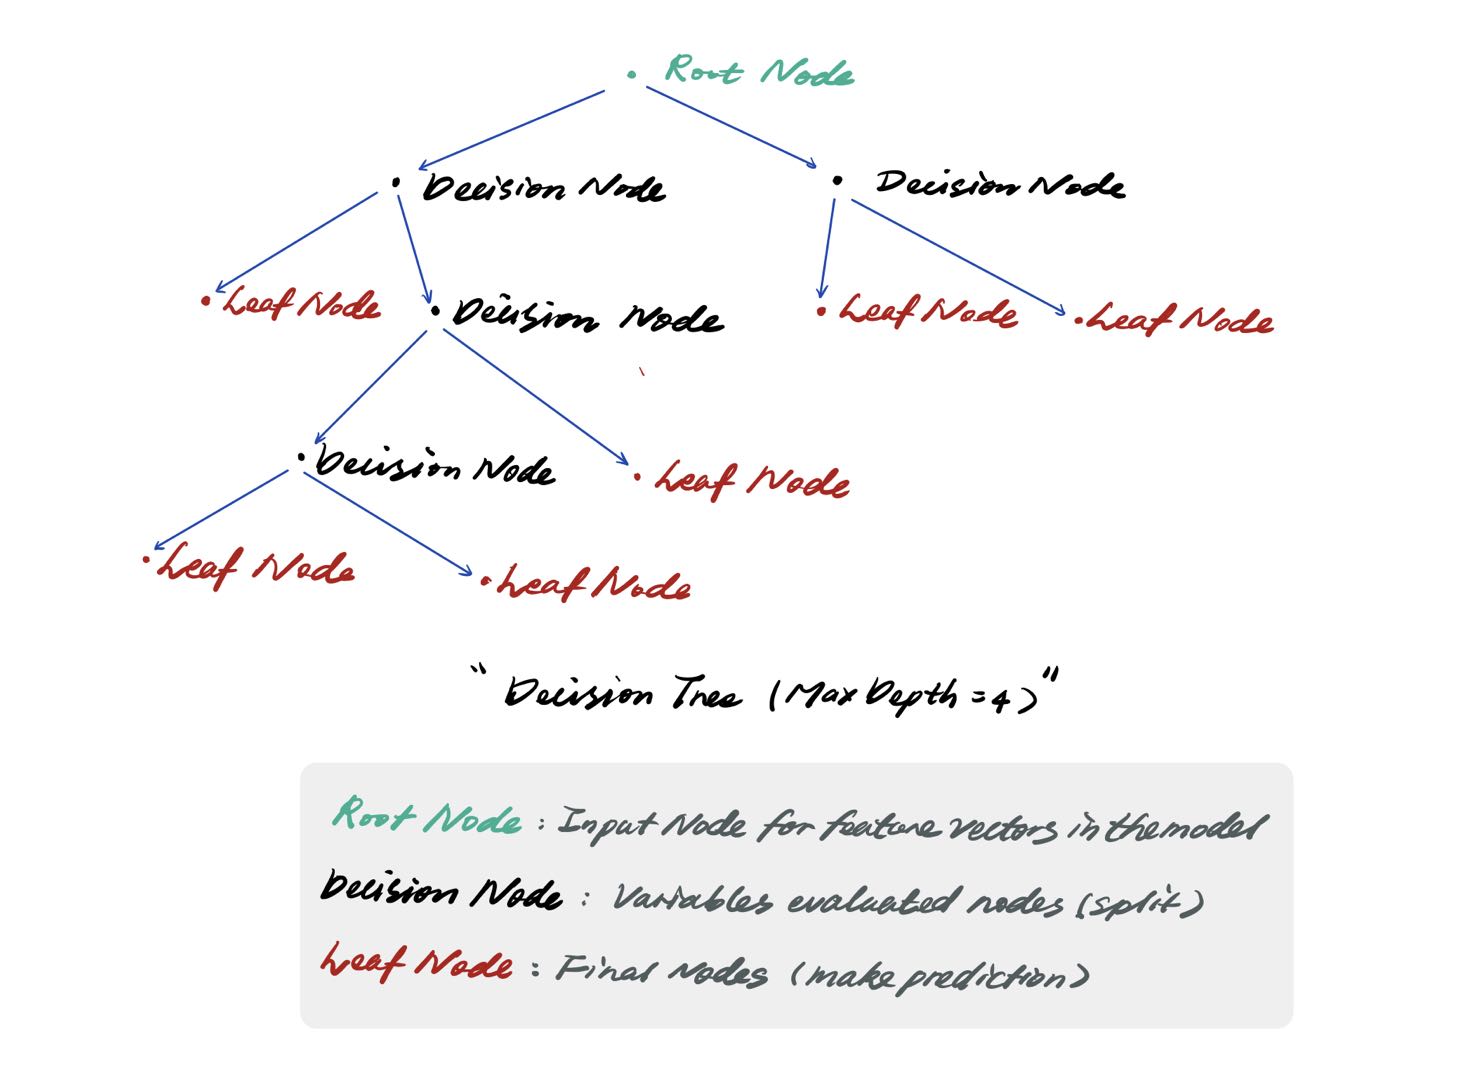 Root Node
Decision Node
Decision Node
Leaf Node
Decision Node
Leaf Node
Leaf Node
Decision Node
Leaf Node
Leaf Node
Leaf Node
"Decision Tree (Max Depth = 4)"
Root Node : Input Node for feature vectors in the model
Decision Node : Variables evaluated nodes (split)
Leaf Node : Final Nodes (make prediction)